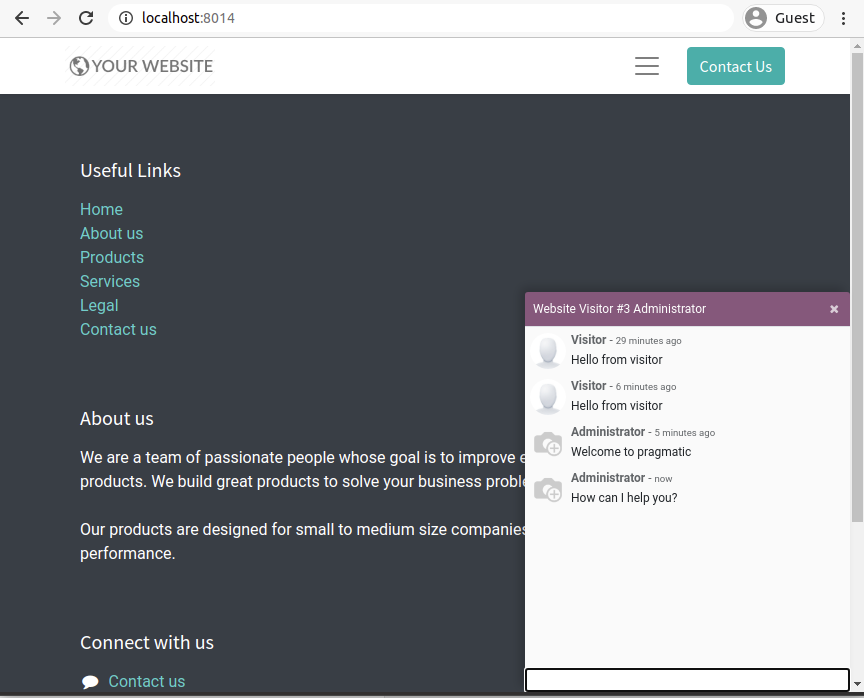 localhost:8014
Guest
YOUR WEBSITE
Contact Us
Useful Links
Home
About us
Products
Services
Legal
Contact us
About us
We are a team of passionate people whose goal is to improve
products. We build great products to solve your business
Our products are designed for small to medium size companies
performance.
Connect with us
Contact us
Website Visitor #3 Administrator
Visitor - 29 minutes ago
Hello from visitor
Visitor - 6 minutes ago
Hello from visitor
Administrator - 5 minutes ago
Welcome to pragmatic
Administrator - now
How can I help you?